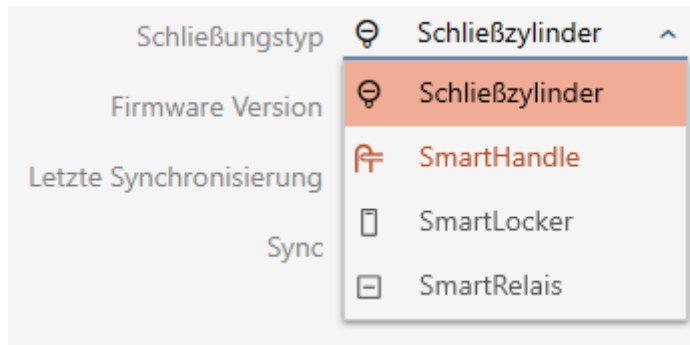 Schließungstyp Schließzylinder
Schließzylinder
Firmware Version
SmartHandle
Letzte Synchronisierung
SmartLocker
Sync
SmartRelais